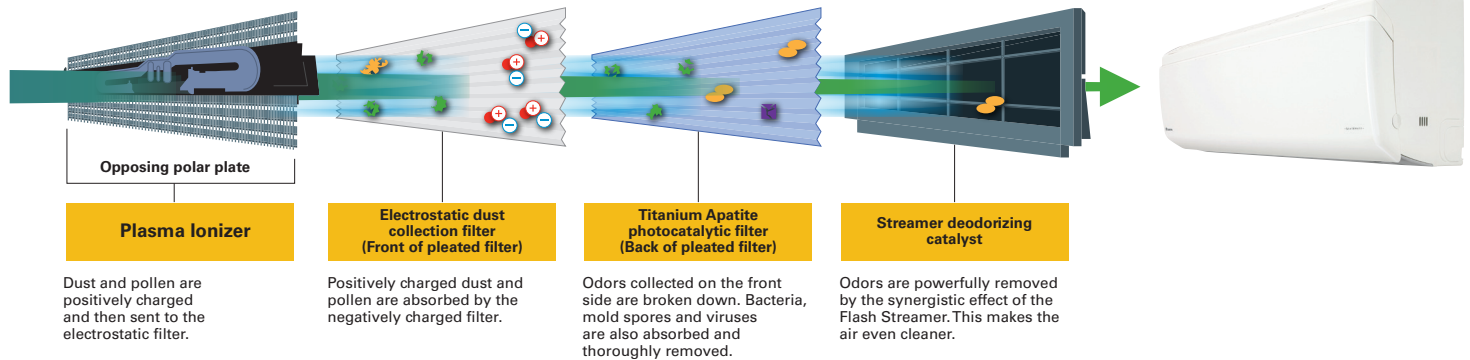 Opposing polar plate
Plasma Ionizer
Dust and pollen are
positively charged
and then sent to the
electrostatic filter.
Electrostatic dust
collection filter
(Front of pleated filter)
Positively charged dust and
pollen are absorbed by the
negatively charged filter.
Titanium Apatite
photocatalytic filter
(Back of pleated filter)
Odors collected on the front
side are broken down. Bacteria,
mold spores and viruses
are also absorbed and
thoroughly removed.
Streamer deodorizing
catalyst
Odors are powerfully removed
by the synergistic effect of the
Flash Streamer. This makes the
air even cleaner.